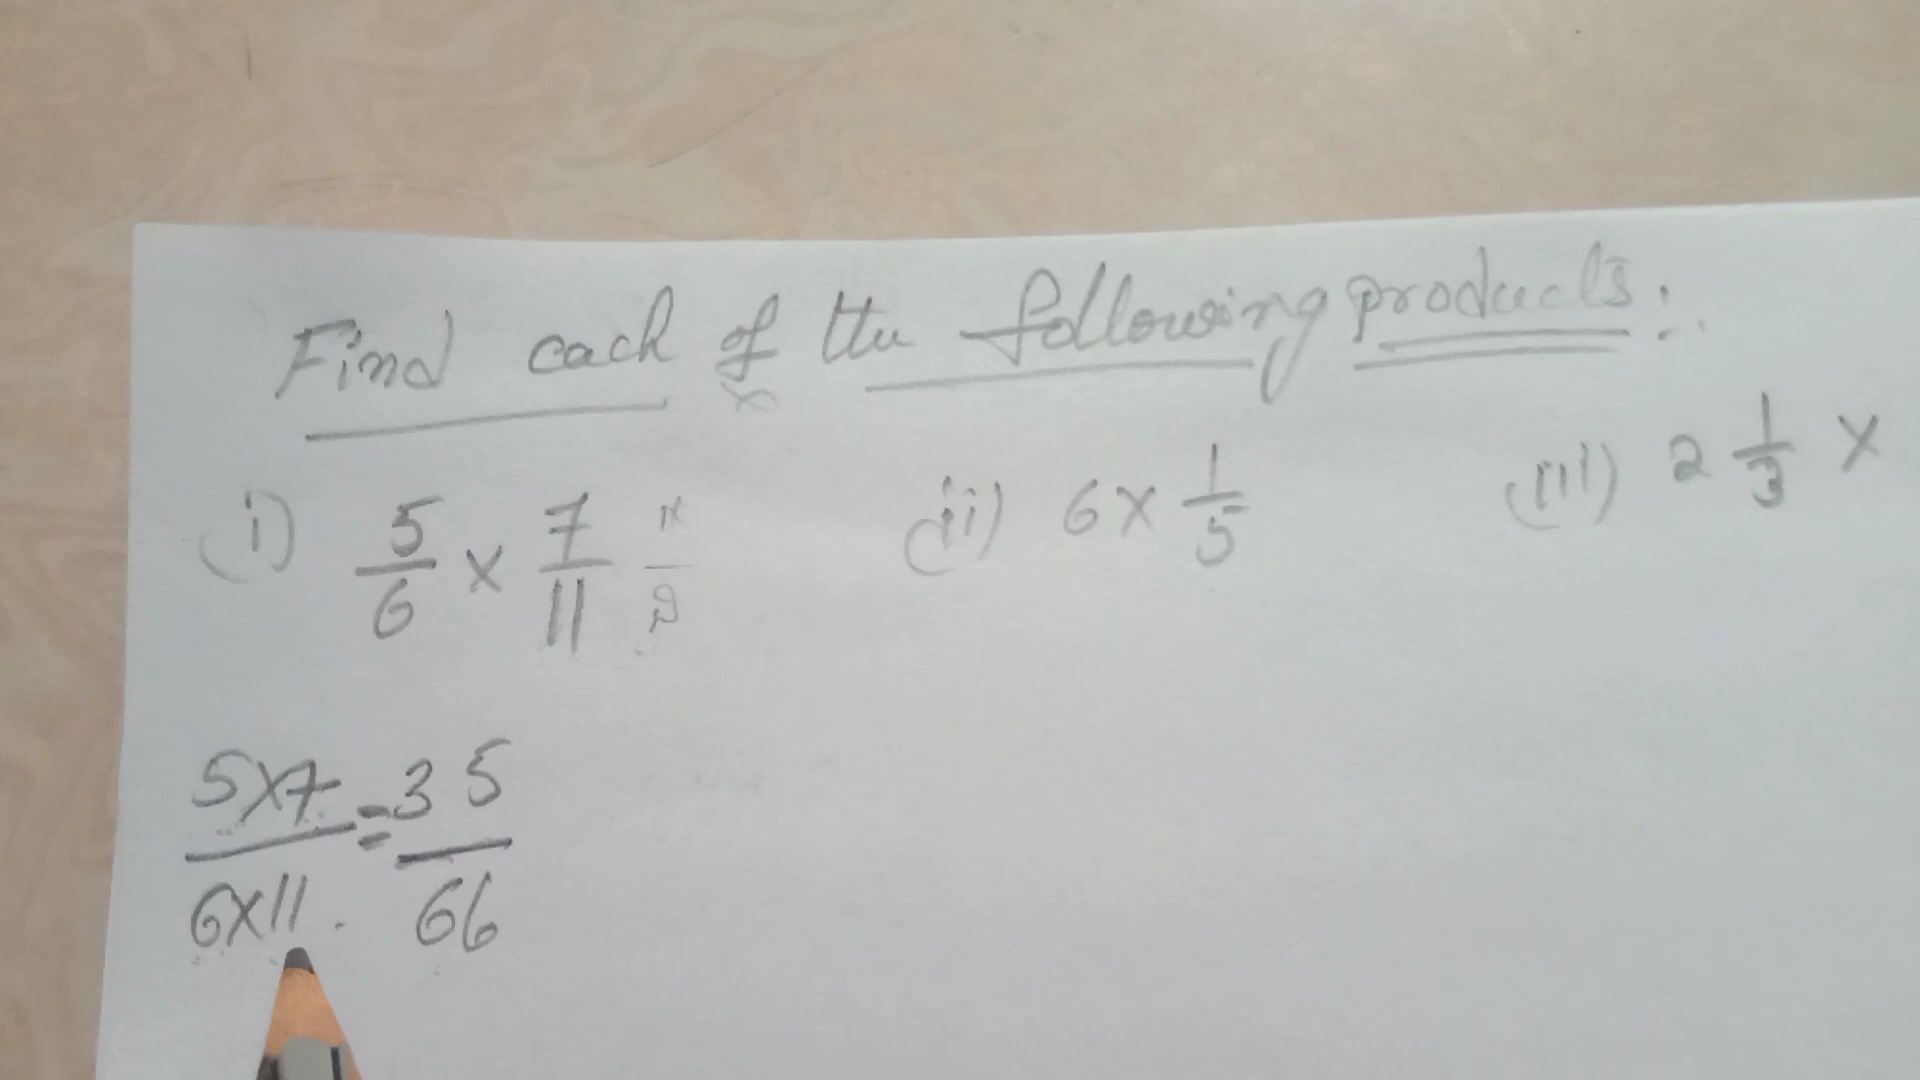 Find each of the following products:
(i) 5/6 × 7/11 N/D (ii) 6 × 1/5 (iii) 2 1/3 ×
5×7/6×11 = 35/66